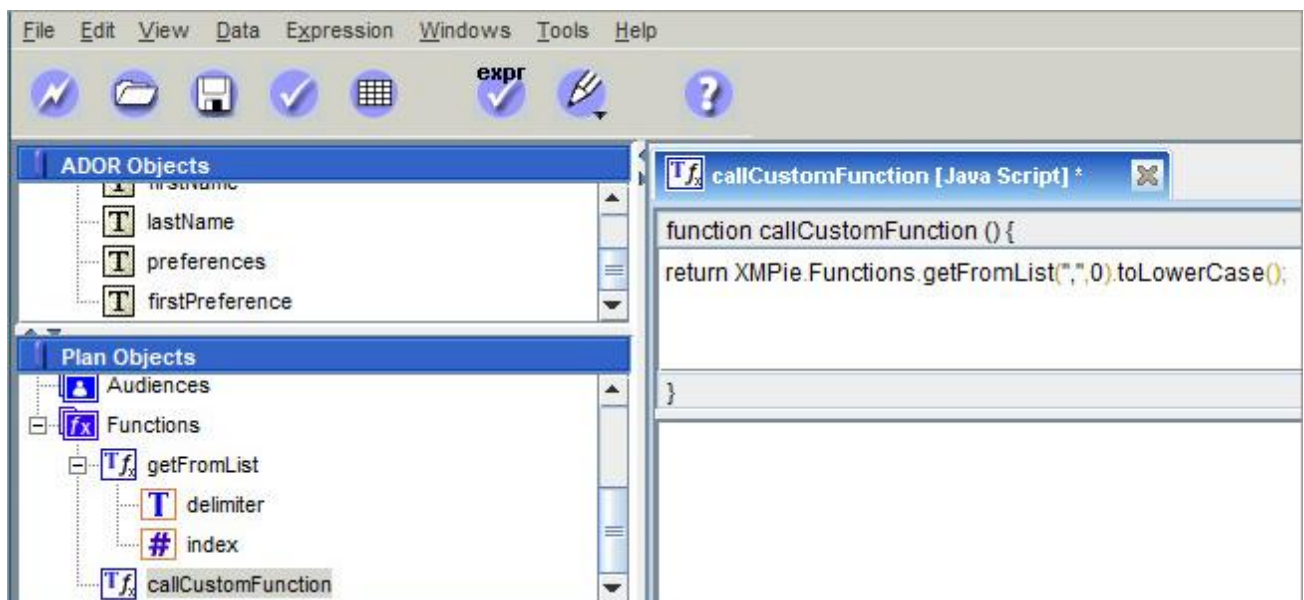 File Edit View Data Expression Windows Tools Help
expr
ADOR Objects
firstName
lastName
preferences
firstPreference
Plan Objects
Audiences
Functions
getFromList
delimiter
index
callCustomFunction
callCustomFunction [Java Script] *
function callCustomFunction () {
return XMPie.Functions.getFromList(",",0).toLowerCase();
}